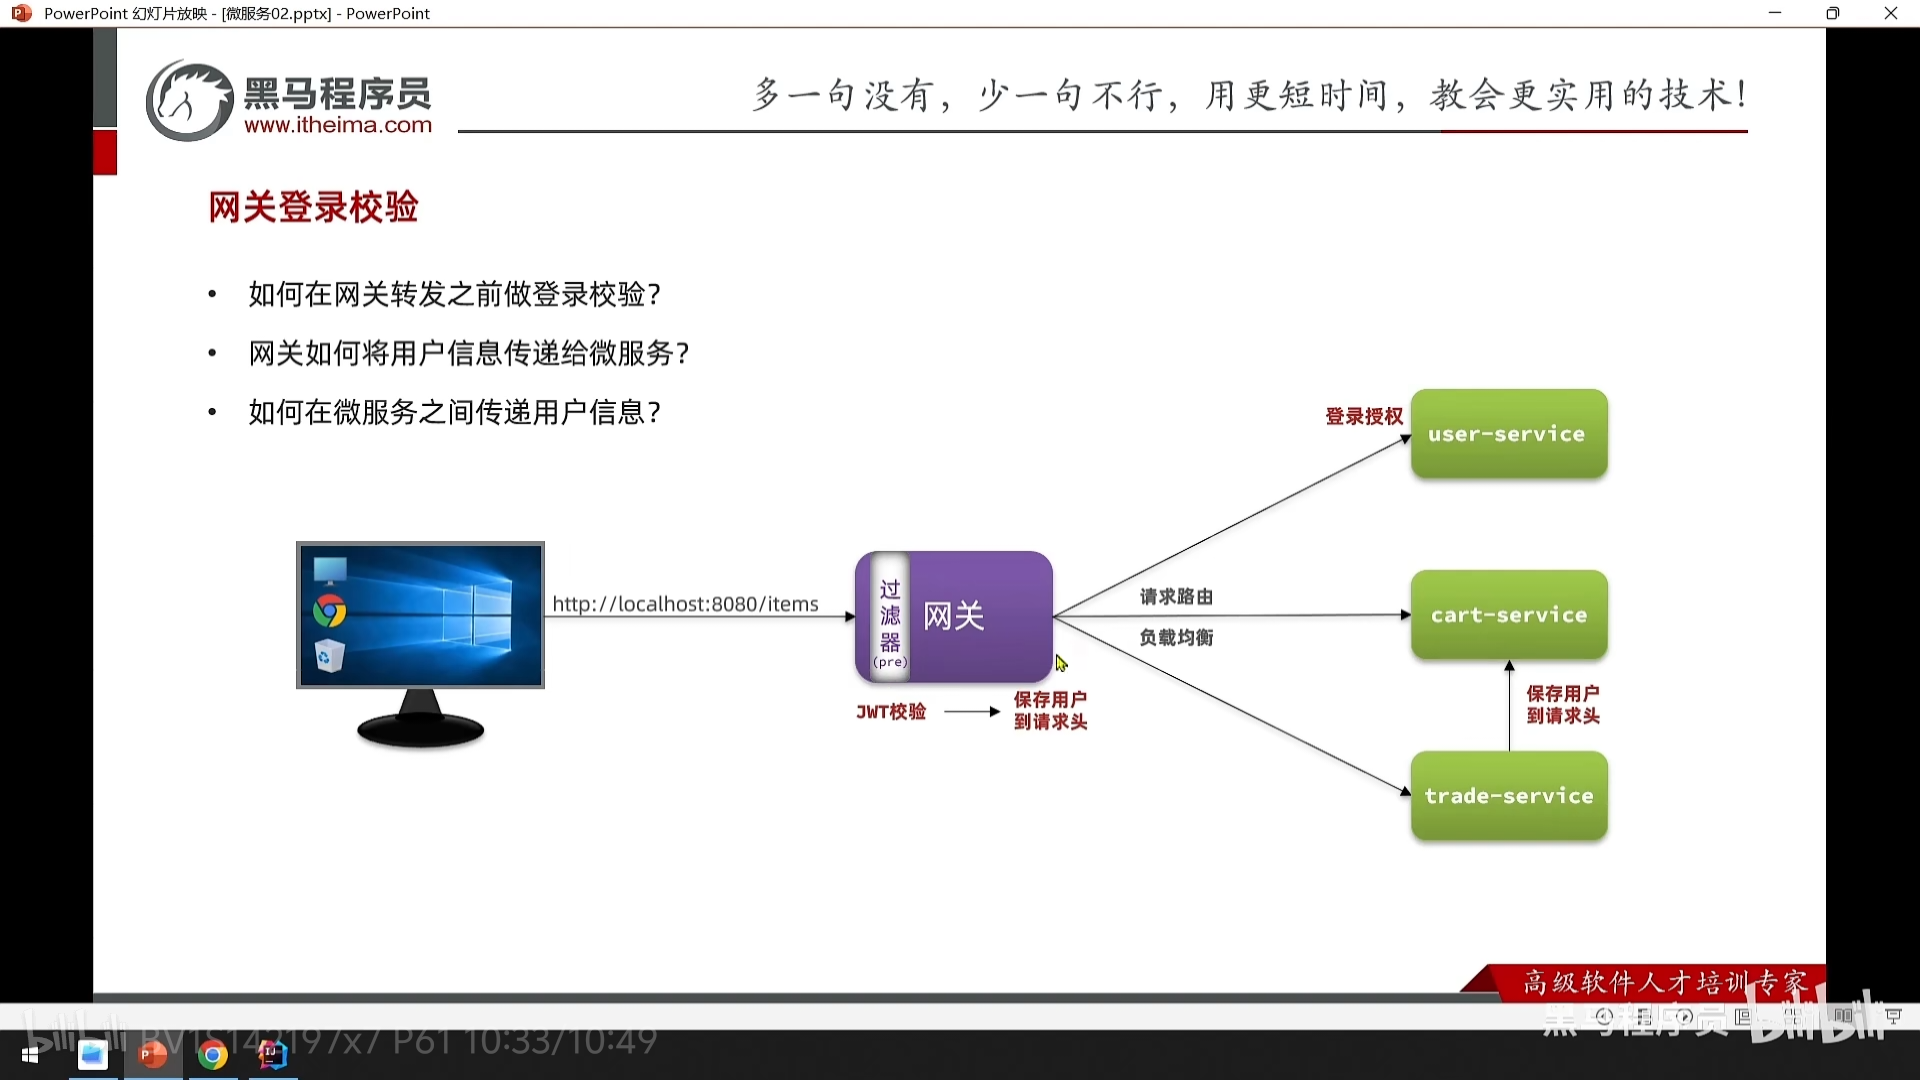 PowerPoint 幻灯片放映 - [微服务02.pptx] - PowerPoint
黑马程序员
www.itheima.com
多一句没有，少一句不行，用更短时间，教会更实用的技术！
网关登录校验
• 如何在网关转发之前做登录校验？
• 网关如何将用户信息传递给微服务？
• 如何在微服务之间传递用户信息？
登录授权
user-service
http://localhost:8080/items
过滤器
(pre)
网关
请求路由
负载均衡
cart-service
JWT校验
保存用户
到请求头
保存用户
到请求头
trade-service
高级软件人才培训专家
黑马程序员
bilibili
bilibili
P61 10:33/10:49